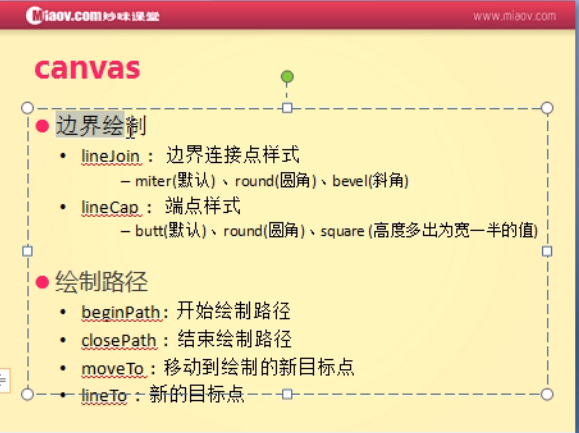 Miaov.com妙味课堂
www.miaov.com
canvas
边界绘制
lineJoin : 边界连接点样式
– miter(默认)、round(圆角)、bevel(斜角)
lineCap : 端点样式
– butt(默认)、round(圆角)、square (高度多出为宽一半的值)
绘制路径
beginPath : 开始绘制路径
closePath : 结束绘制路径
moveTo : 移动到绘制的新目标点
lineTo : 新的目标点